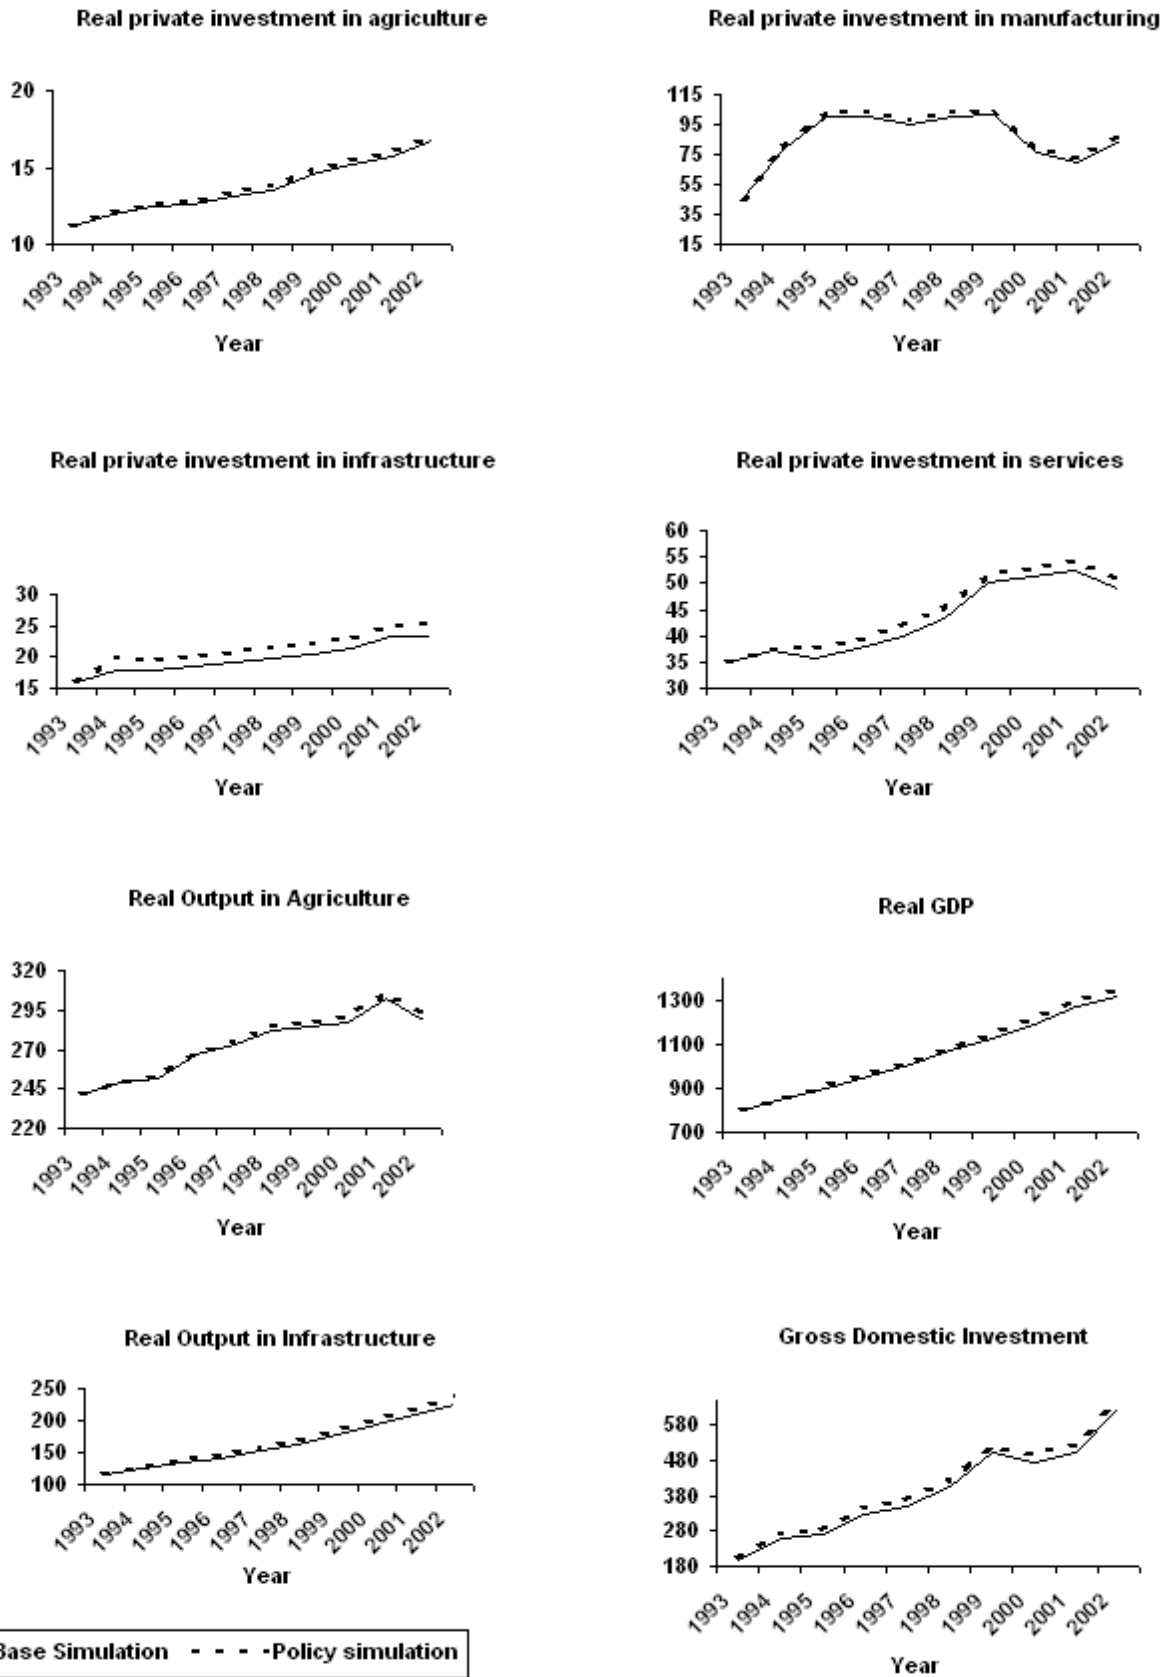 Real private investment in agriculture
20
15
10
1993 1994 1995 1996 1997 1998 1999 2000 2001 2002
Year
Real private investment in manufacturing
115
95
75
55
35
15
1993 1994 1995 1996 1997 1998 1999 2000 2001 2002
Year
Real private investment in infrastructure
30
25
20
15
1993 1994 1995 1996 1997 1998 1999 2000 2001 2002
Year
Real private investment in services
60
55
50
45
40
35
30
1993 1994 1995 1996 1997 1998 1999 2000 2001 2002
Year
Real Output in Agriculture
320
295
270
245
220
1993 1994 1995 1996 1997 1998 1999 2000 2001 2002
Year
Real GDP
1300
1100
900
700
1993 1994 1995 1996 1997 1998 1999 2000 2001 2002
Year
Real Output in Infrastructure
250
200
150
100
1993 1994 1995 1996 1997 1998 1999 2000 2001 2002
Year
Gross Domestic Investment
580
480
380
280
180
1993 1994 1995 1996 1997 1998 1999 2000 2001 2002
Year
Base Simulation - - - -Policy simulation